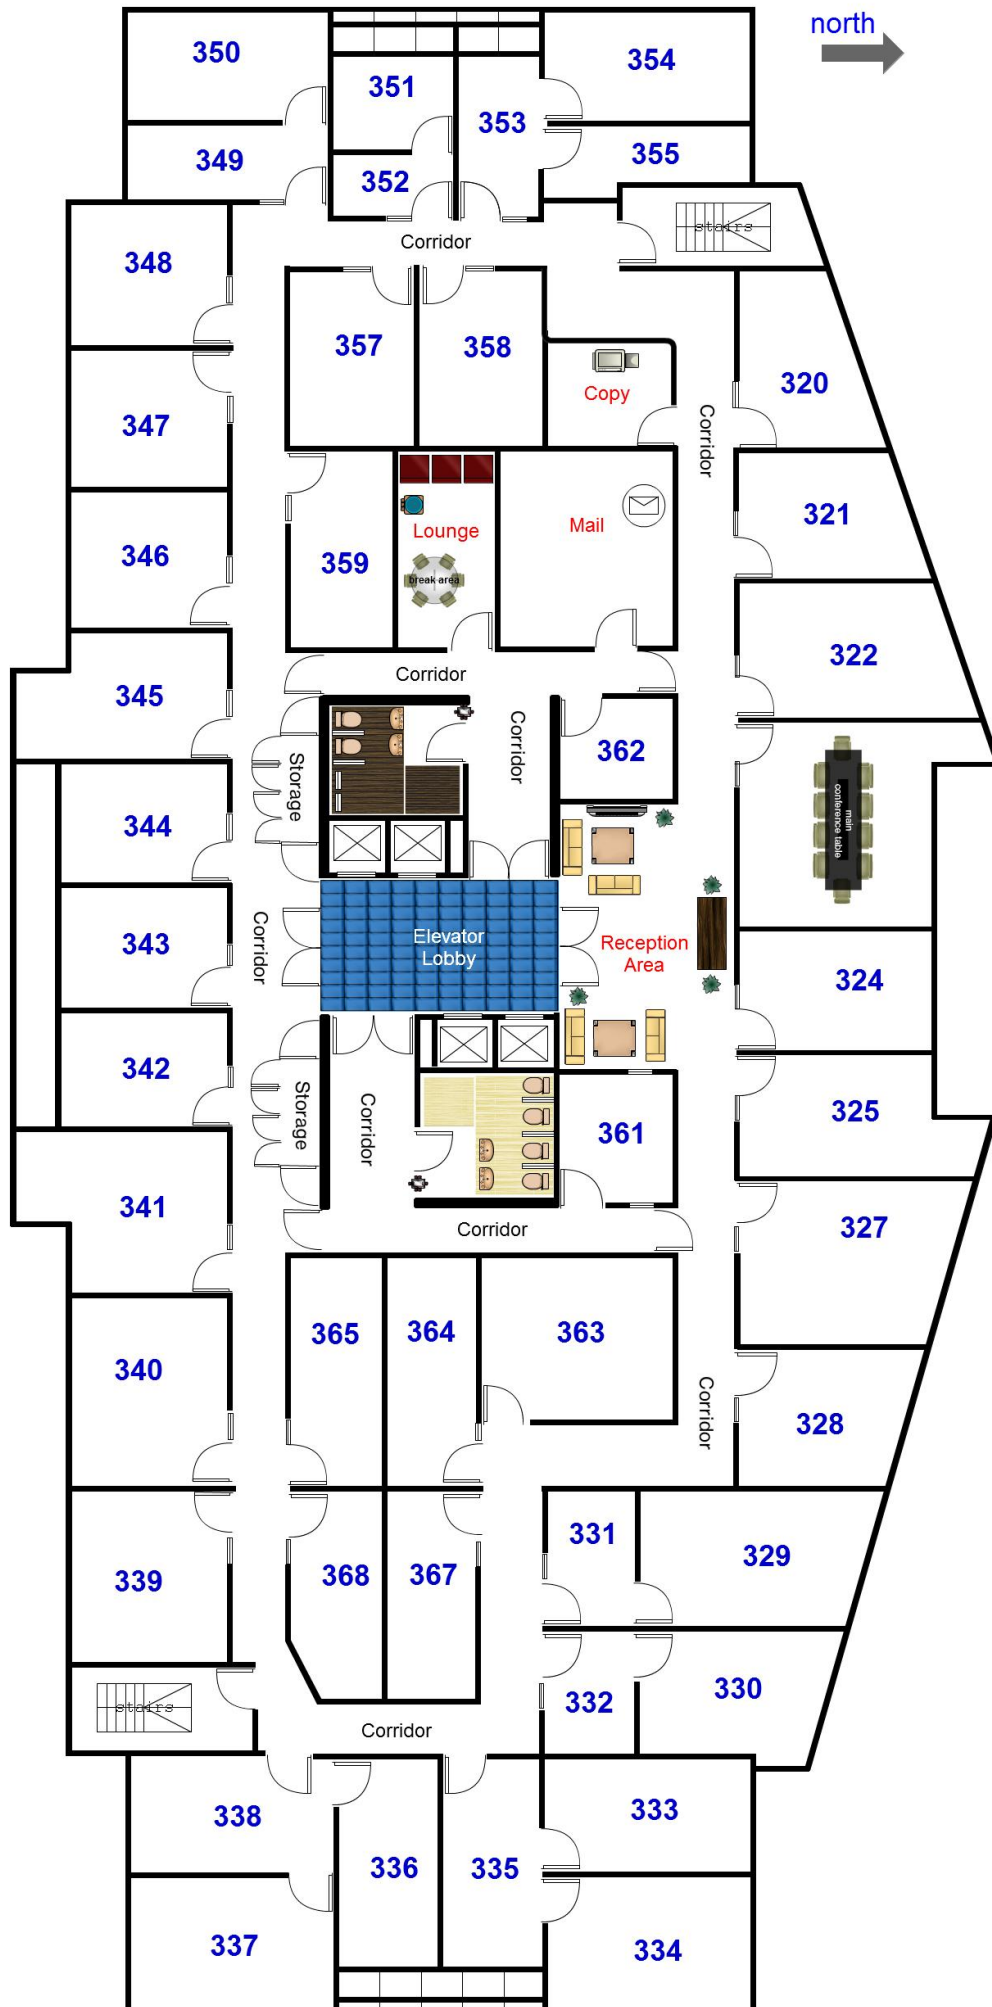 north
350
351
354
353
355
349
352
stairs
Corridor
348
357
358
320
Copy
Corridor
347
321
Lounge
Mail
346
359
break area
322
Corridor
345
Corridor
362
Storage
main
conference table
344
343
Corridor
Elevator
Lobby
Reception
Area
324
342
Storage
Corridor
361
325
341
Corridor
327
365
364
363
340
Corridor
328
331
329
339
368
367
332
330
stairs
Corridor
338
333
336
335
337
334